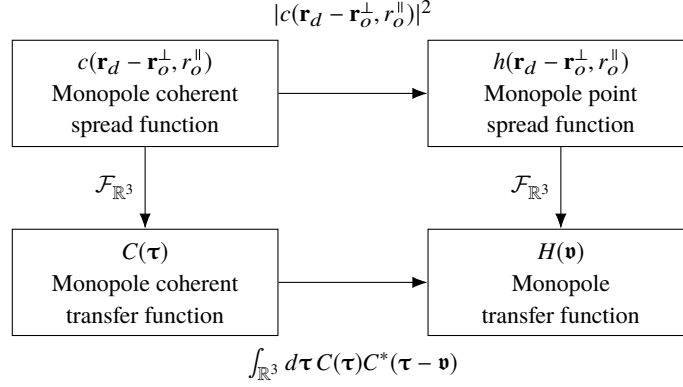 |c(𝐫_d − 𝐫_o^⊥, r_o^∥)|²
c(𝐫_d − 𝐫_o^⊥, r_o^∥)
Monopole coherent
spread function
h(𝐫_d − 𝐫_o^⊥, r_o^∥)
Monopole point
spread function
ℱ_ℝ³
ℱ_ℝ³
C(𝛕)
Monopole coherent
transfer function
H(𝖛)
Monopole
transfer function
∫_ℝ³ d𝛕 C(𝛕)C*(𝛕 − 𝖛)